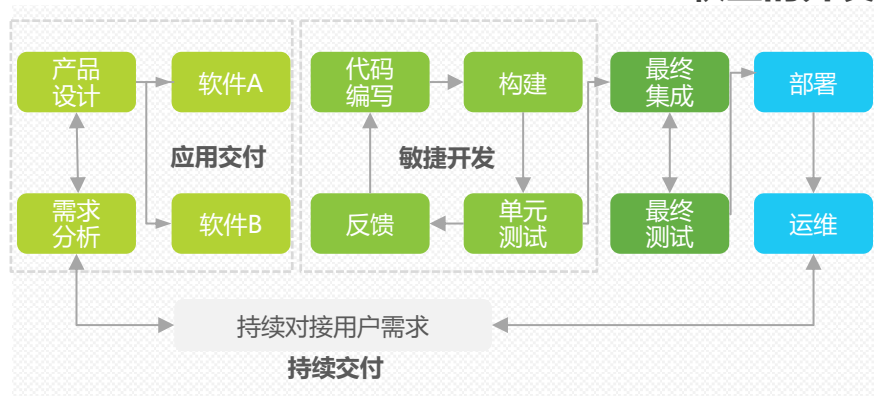 产品
设计
软件A
代码
编写
构建
最终
集成
部署
应用交付
敏捷开发
需求
分析
软件B
反馈
单元
测试
最终
测试
运维
持续对接用户需求
持续交付